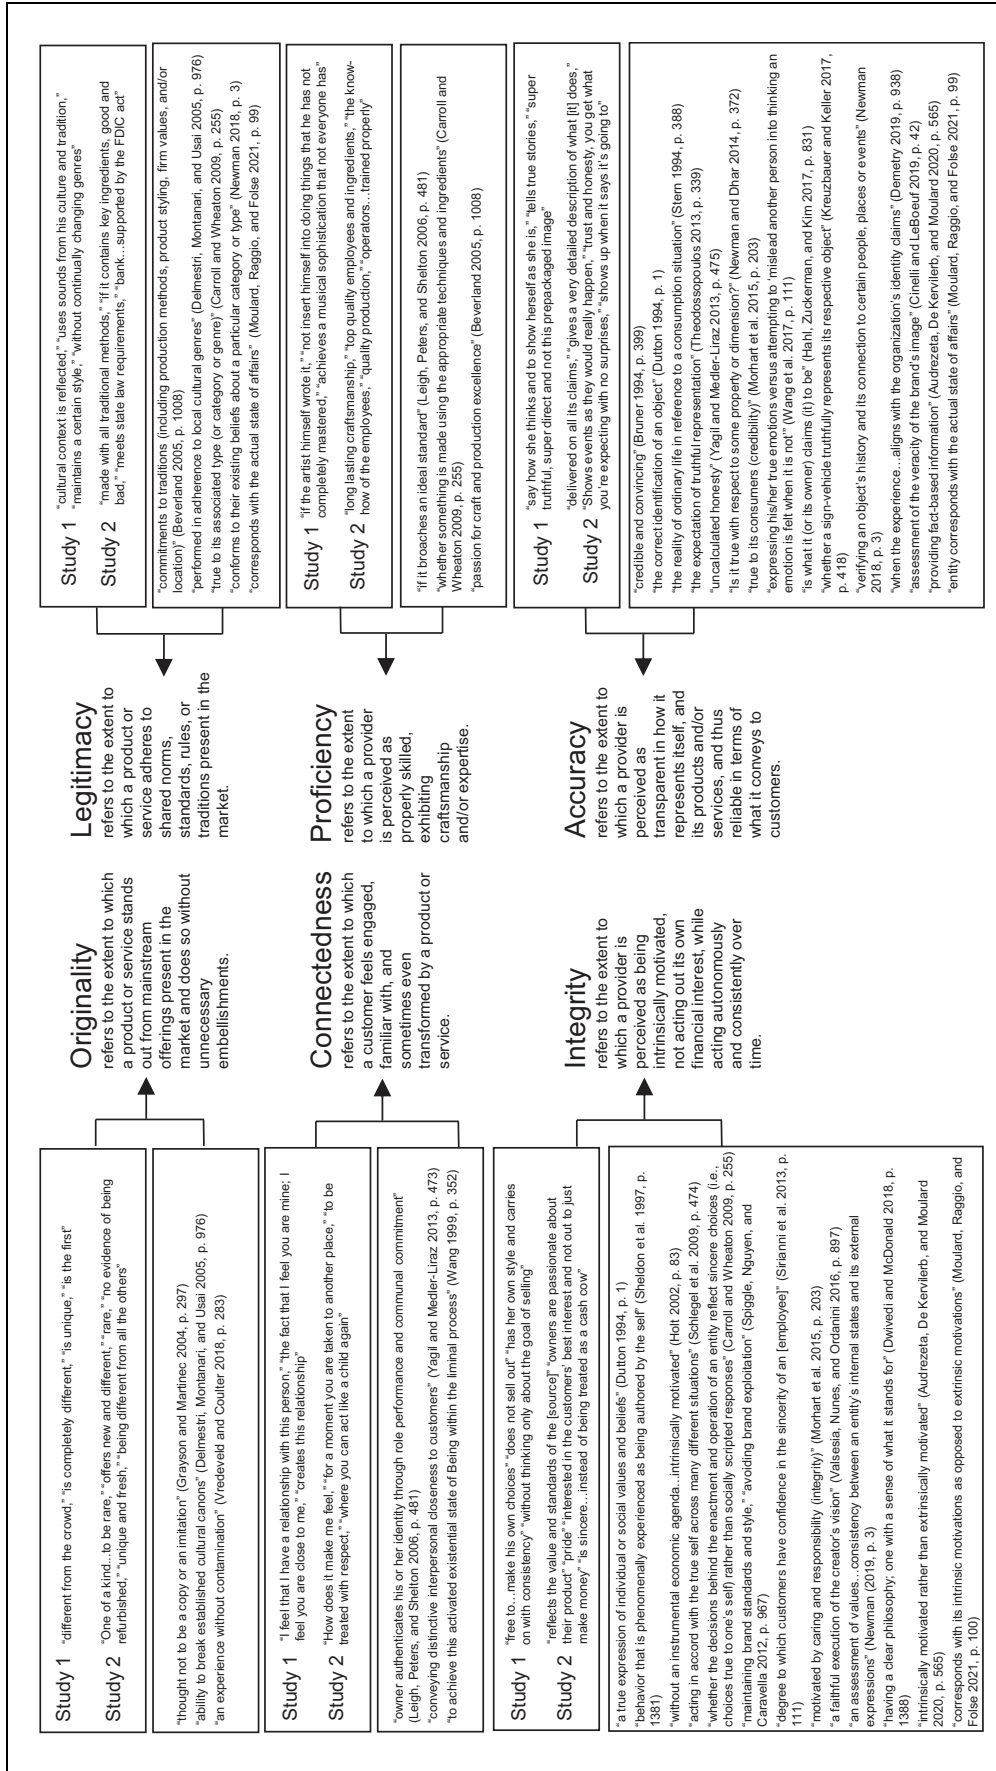 Study 1
“different from the crowd,” “is completely different,” “is unique,” “is the first”
Study 2
“One of a kind...to be rare,” “offers new and different,” “rare,” “no evidence of being
refurbished,” “unique and fresh,” “being different from all the others”
“thought not to be a copy or an imitation” (Grayson and Martinec 2004, p. 297)
“ability to break established cultural canons” (Delmestri, Montanari, and Usai 2005, p. 976)
“an experience without contamination” (Vredeveld and Coulter 2018, p. 283)
Originality
refers to the extent to which
a product or service stands
out from mainstream
offerings present in the
market and does so without
unnecessary
embellishments.
Legitimacy
refers to the extent to
which a product or
service adheres to
shared norms,
standards, rules, or
traditions present in the
market.
Study 1
“cultural context is reflected,” “uses sounds from his culture and tradition,”
“maintains a certain style,” “without continually changing genres”
Study 2
“made with all traditional methods,” “if it contains key ingredients, good and
bad,” “meets state law requirements,” “bank...supported by the FDIC act”
“commitments to traditions (including production methods, product styling, firm values, and/or
location)” (Beverland 2005, p. 1008)
“performed in adherence to local cultural genres” (Delmestri, Montanari, and Usai 2005, p. 976)
“true to its associated type (or category or genre)” (Carroll and Wheaton 2009, p. 255)
“conforms to their existing beliefs about a particular category or type” (Newman 2018, p. 3)
“corresponds with the actual state of affairs” (Moulard, Raggio, and Folse 2021, p. 99)
Study 1
“I feel that I have a relationship with this person,” “the fact that I feel you are mine; I
feel you are close to me,” “creates this relationship”
Study 2
“How does it make me feel,” “for a moment you are taken to another place,” “to be
treated with respect,” “where you can act like a child again”
“owner authenticates his or her identity through role performance and communal commitment”
(Leigh, Peters, and Shelton 2006, p. 481)
“conveying distinctive interpersonal closeness to customers” (Yagil and Medler-Liraz 2013, p. 473)
“to achieve this activated existential state of Being within the liminal process” (Wang 1999, p. 352)
Connectedness
refers to the extent to which
a customer feels engaged,
familiar with, and
sometimes even
transformed by a product or
service.
Proficiency
refers to the extent
to which a provider
is perceived as
properly skilled,
exhibiting
craftsmanship
and/or expertise.
Study 1
“if the artist himself wrote it,” “not insert himself into doing things that he has not
completely mastered,” “achieves a musical sophistication that not everyone has”
Study 2
“long lasting craftmanship,” “top quality employees and ingredients,” “the know-
how of the employees,” “quality production,” “operators...trained properly”
“if it broaches an ideal standard” (Leigh, Peters, and Shelton 2006, p. 481)
“whether something is made using the appropriate techniques and ingredients” (Carroll and
Wheaton 2009, p. 255)
“passion for craft and production excellence” (Beverland 2005, p. 1008)
Study 1
“free to...make his own choices” “does not sell out” “has her own style and carries
on with consistency” “without thinking only about the goal of selling”
Study 2
“reflects the value and standards of the [source]” “owners are passionate about
their product” “pride” “interested in the customers’ best interest and not out to just
make money” “is sincere...instead of being treated as a cash cow”
“a true expression of individual or social values and beliefs” (Dutton 1994, p. 1)
“behavior that is phenomenally experienced as being authored by the self” (Sheldon et al. 1997, p.
1381)
“without an instrumental economic agenda...intrinsically motivated” (Holt 2002, p. 83)
“acting in accord with the true self across many different situations” (Schlegel et al. 2009, p. 474)
“whether the decisions behind the enactment and operation of an entity reflect sincere choices (i.e.,
choices true to one’s self) rather than socially scripted responses” (Carroll and Wheaton 2009, p. 255)
“maintaining brand standards and style,” “avoiding brand exploitation” (Spiggle, Nguyen, and
Caravella 2012, p. 967)
“degree to which customers have confidence in the sincerity of an [employee]” (Sirianni et al. 2013, p.
111)
“motivated by caring and responsibility (integrity)” (Morhart et al. 2015, p. 203)
“a faithful execution of the creator’s vision” (Valsesia, Nunes, and Ordanini 2016, p. 897)
“an assessment of values...consistency between an entity’s internal states and its external
expressions” (Newman (2019, p. 3)
“having a clear philosophy; one with a sense of what it stands for” (Dwivedi and McDonald 2018, p.
1388)
“intrinsically motivated rather than extrinsically motivated” (Audrezeta, De Kervilerb, and Moulard
2020, p. 565)
“corresponds with its intrinsic motivations as opposed to extrinsic motivations” (Moulard, Raggio, and
Folse 2021, p. 100)
Integrity
refers to the extent to
which a provider is
perceived as being
intrinsically motivated,
not acting out its own
financial interest, while
acting autonomously
and consistently over
time.
Accuracy
refers to the extent to
which a provider is
perceived as
transparent in how it
represents itself, and
its products and/or
services, and thus
reliable in terms of
what it conveys to
customers.
Study 1
“say how she thinks and to show herself as she is,” “tells true stories,” “super
truthful, super direct and not this prepackaged image”
Study 2
“delivered on all its claims,” “gives a very detailed description of what [it] does,”
“Shows events as they would really happen,” “trust and honesty, you get what
you’re expecting with no surprises,” “shows up when it says it’s going to”
“credible and convincing” (Bruner 1994, p. 399)
“the correct identification of an object” (Dutton 1994, p. 1)
“the reality of ordinary life in reference to a consumption situation” (Stern 1994, p. 388)
“the expectation of truthful representation” (Theodossopoulos 2013, p. 339)
“uncalculated honesty” (Yagil and Medler-Liraz 2013, p. 475)
“Is it true with respect to some property or dimension?” (Newman and Dhar 2014, p. 372)
“true to its consumers (credibility)” (Morhart et al. 2015, p. 203)
“expressing his/her true emotions versus attempting to ‘mislead another person into thinking an
emotion is felt when it is not’” (Wang et al. 2017, p. 111)
“is what it (or its owner) claims (it) to be” (Hahl, Zuckerman, and Kim 2017, p. 831)
“whether a sign-vehicle truthfully represents its respective object” (Kreuzbauer and Keller 2017,
p. 418)
“verifying an object’s history and its connection to certain people, places or events” (Newman
2018, p. 3)
“when the experience...aligns with the organization’s identity claims” (Demetry 2019, p. 938)
“assessment of the veracity of the brand’s image” (Cinelli and LeBoeuf 2019, p. 42)
“providing fact-based information” (Audrezeta, De Kervilerb, and Moulard 2020, p. 565)
“entity corresponds with the actual state of affairs” (Moulard, Raggio, and Folse 2021, p. 99)